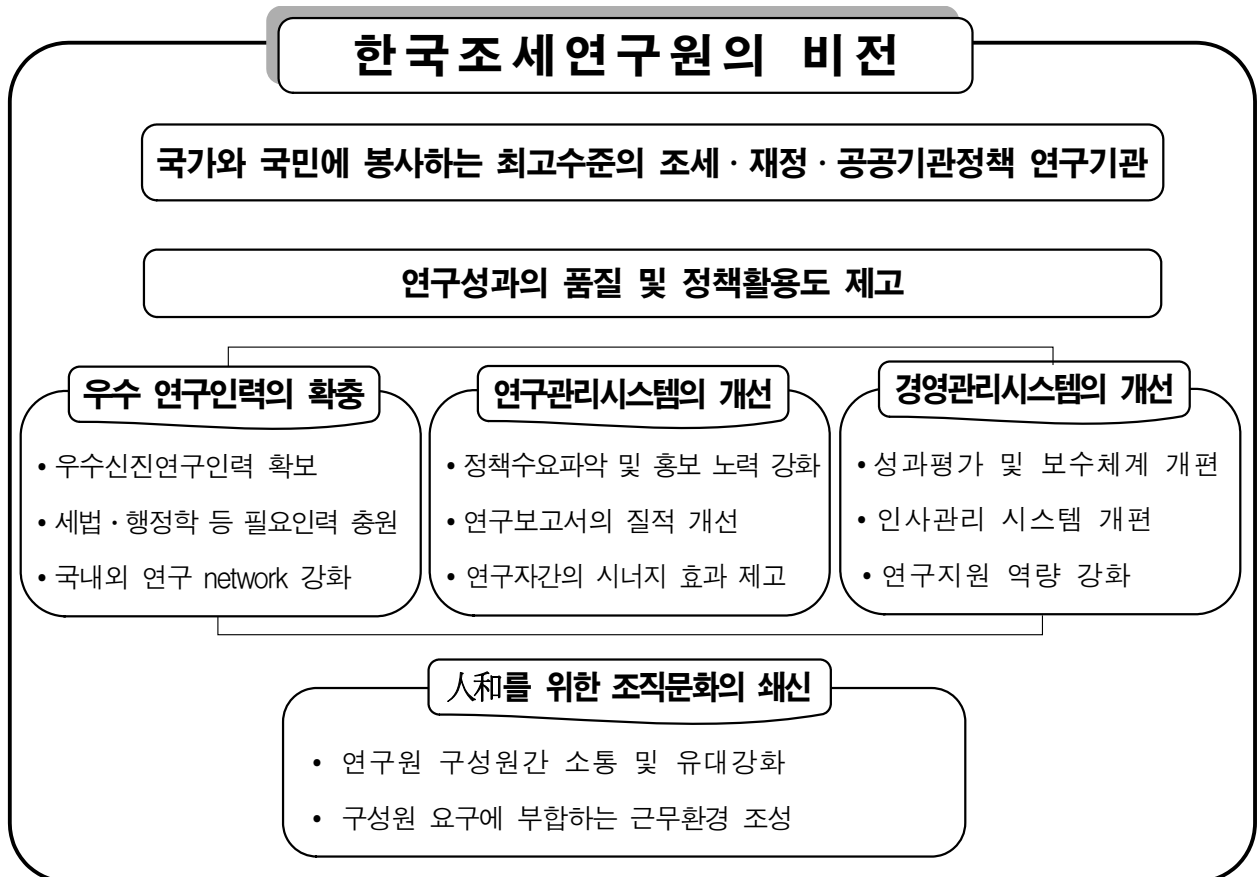 한국조세연구원의 비전
국가와 국민에 봉사하는 최고수준의 조세·재정·공공기관정책 연구기관
연구성과의 품질 및 정책활용도 제고
우수 연구인력의 확충
• 우수신진연구인력 확보
• 세법·행정학 등 필요인력 충원
• 국내외 연구 network 강화
연구관리시스템의 개선
• 정책수요파악 및 홍보 노력 강화
• 연구보고서의 질적 개선
• 연구자간의 시너지 효과 제고
경영관리시스템의 개선
• 성과평가 및 보수체계 개편
• 인사관리 시스템 개편
• 연구지원 역량 강화
人和를 위한 조직문화의 쇄신
• 연구원 구성원간 소통 및 유대강화
• 구성원 요구에 부합하는 근무환경 조성